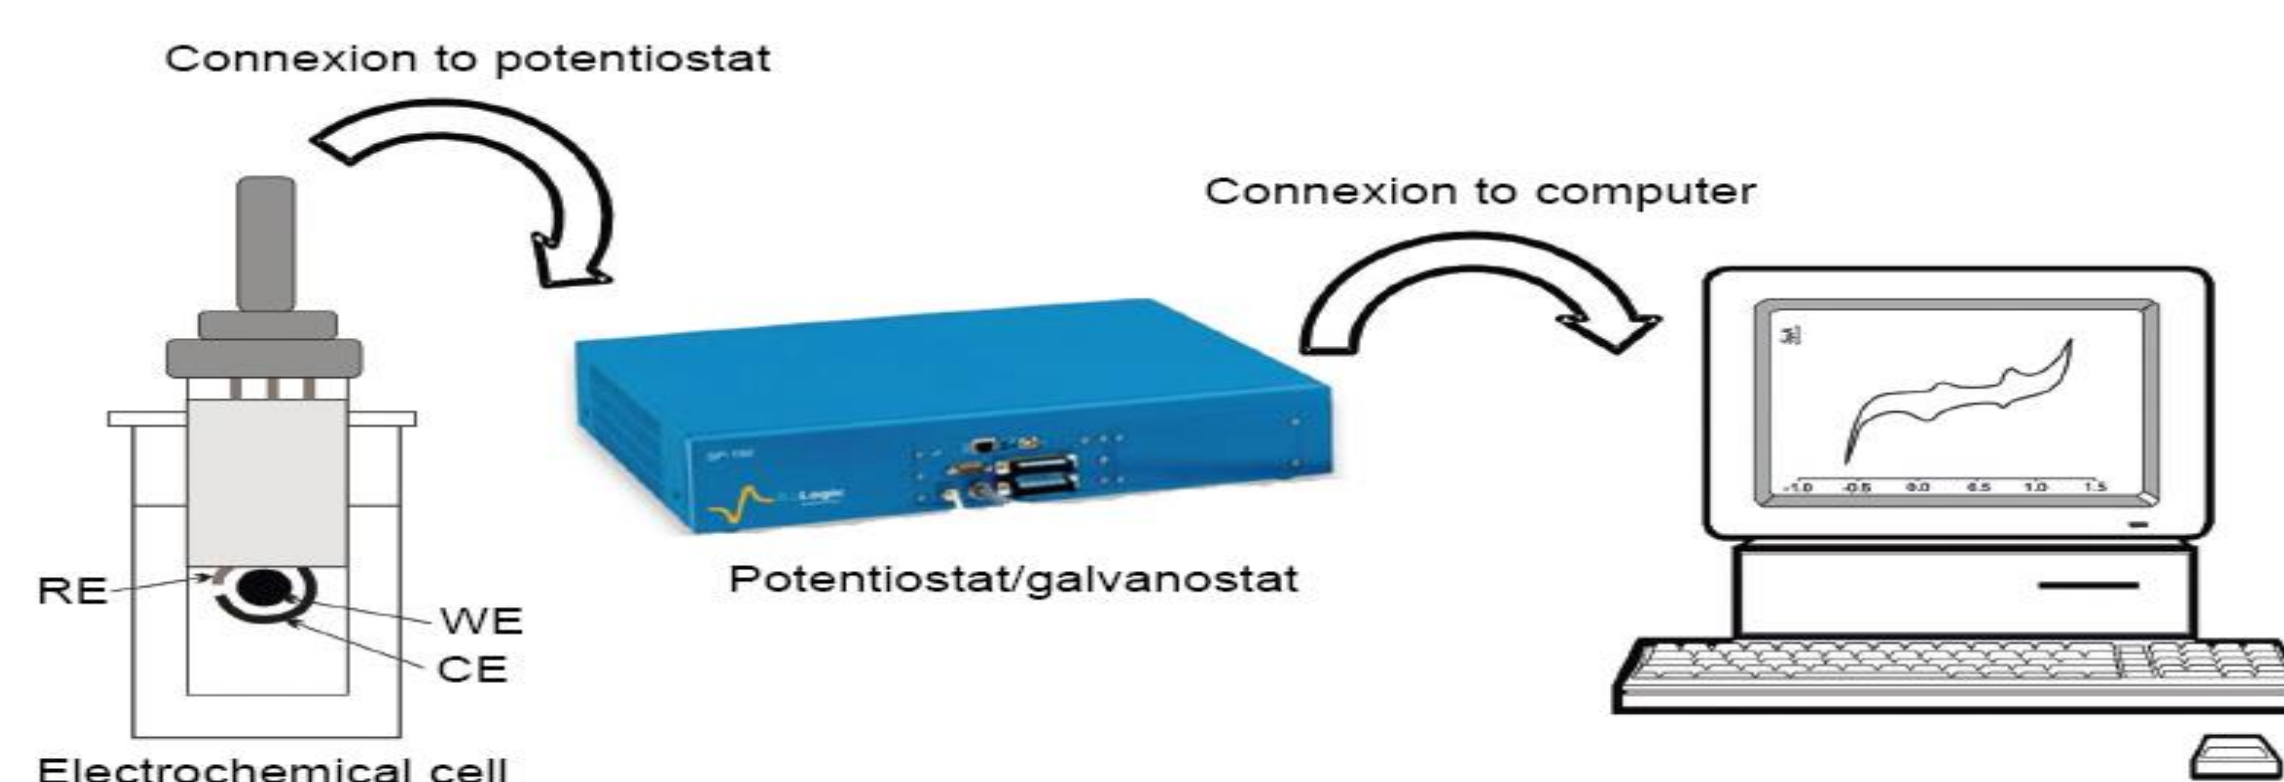 Connexion to potentiostat
Connexion to computer
RE
WE
CE
Potentiostat/galvanostat
Electrochemical cell
Logic
-1.0 -0.5 0.0 0.5 1.0 1.5